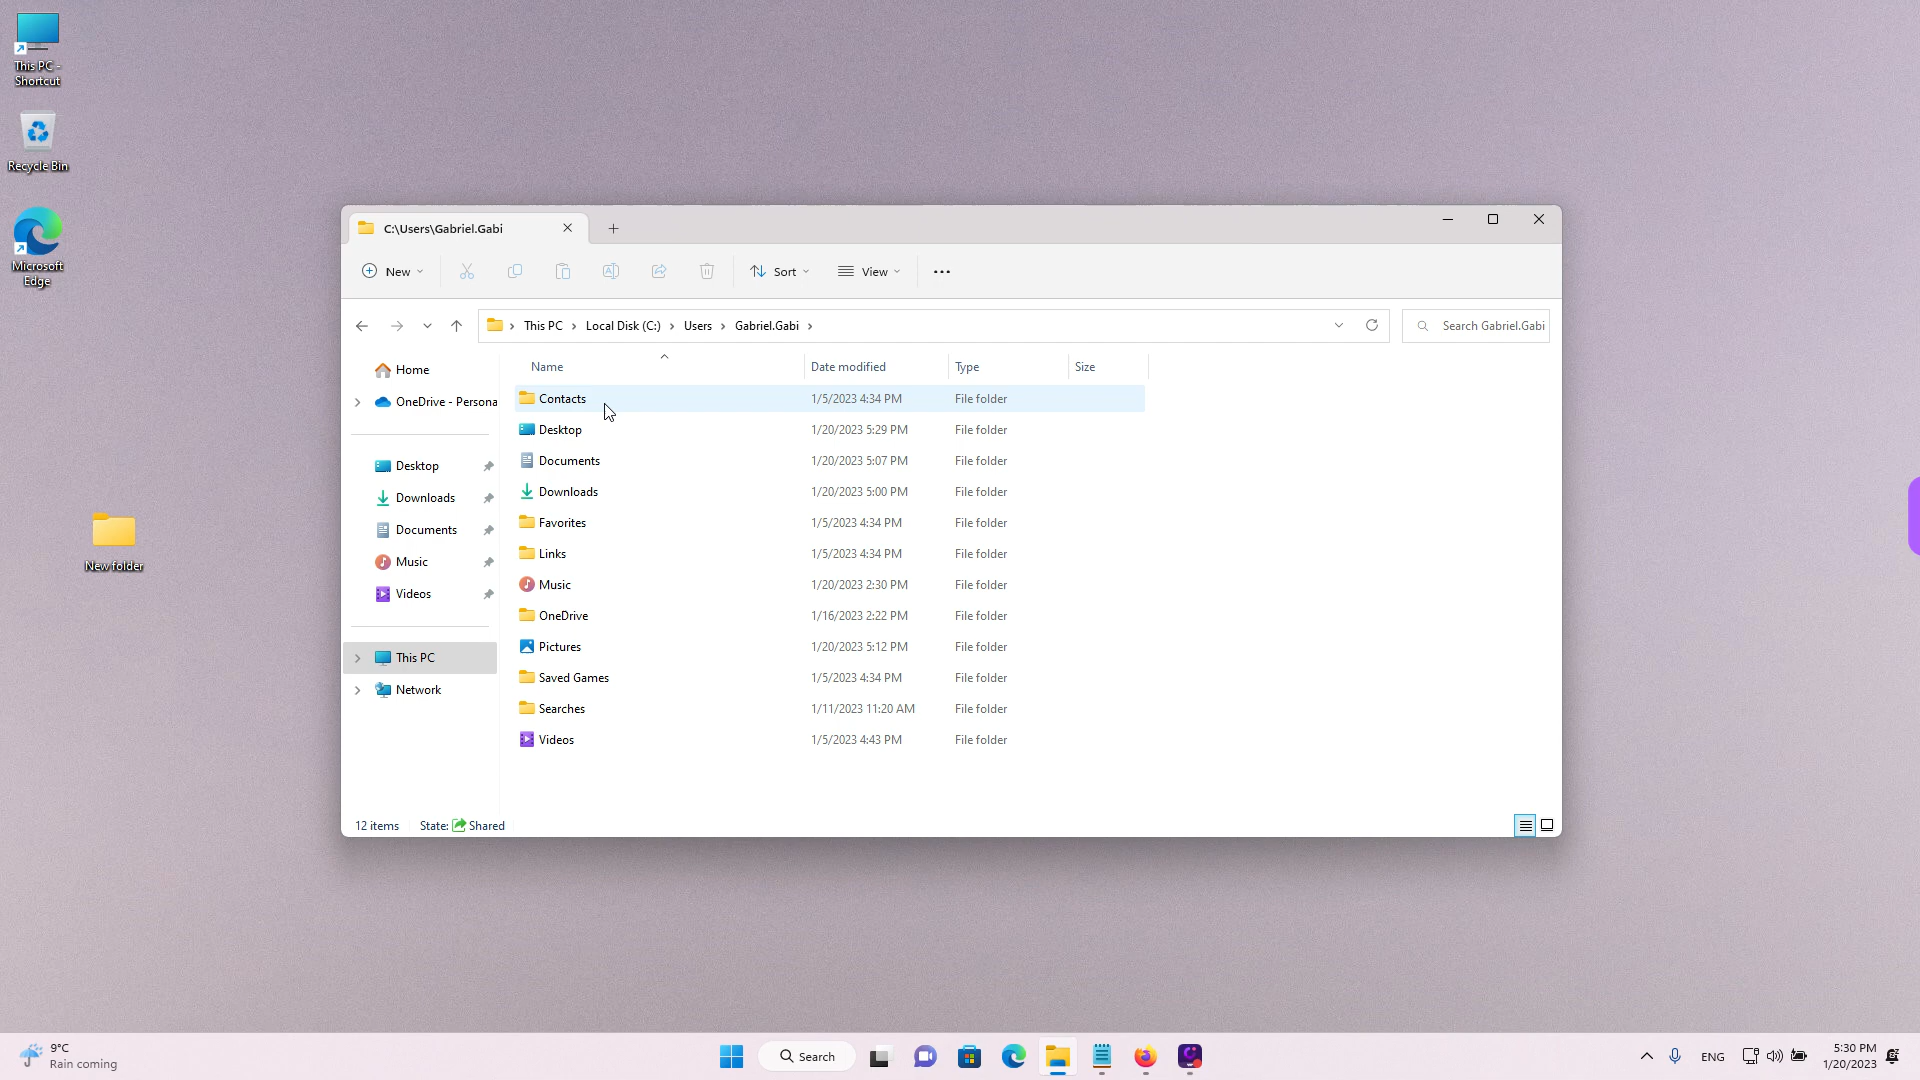 This PC -
Shortcut
Recycle Bin
Microsoft
Edge
New folder
C:\Users\Gabriel.Gabi
New
Sort
View
This PC
Local Disk (C:)
Users
Gabriel.Gabi
Search Gabriel.Gabi
Home
OneDrive - Persona
Desktop
Downloads
Documents
Music
Videos
This PC
Network
Name Date modified Type Size
Contacts 1/5/2023 4:34 PM File folder
Desktop 1/20/2023 5:29 PM File folder
Documents 1/20/2023 5:07 PM File folder
Downloads 1/20/2023 5:00 PM File folder
Favorites 1/5/2023 4:34 PM File folder
Links 1/5/2023 4:34 PM File folder
Music 1/20/2023 2:30 PM File folder
OneDrive 1/16/2023 2:22 PM File folder
Pictures 1/20/2023 5:12 PM File folder
Saved Games 1/5/2023 4:34 PM File folder
Searches 1/11/2023 11:20 AM File folder
Videos 1/5/2023 4:43 PM File folder
12 items State: Shared
9°C
Rain coming
Search
ENG
5:30 PM
1/20/2023